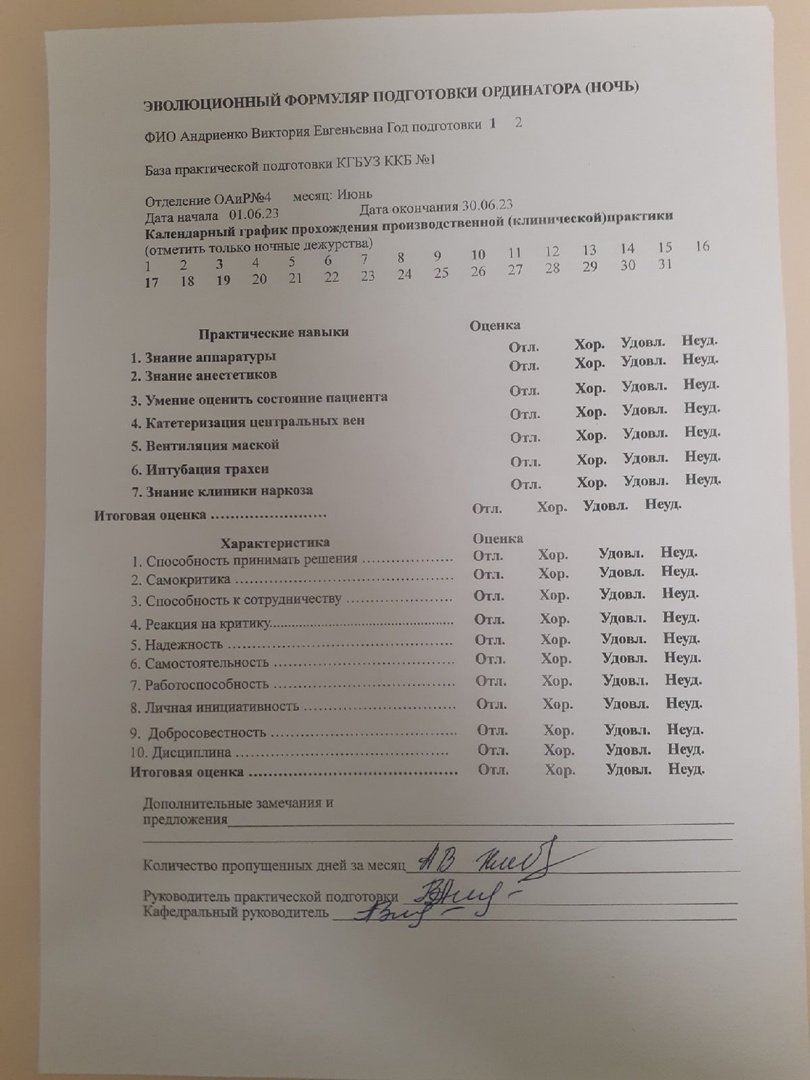 ЭВОЛЮЦИОННЫЙ ФОРМУЛЯР ПОДГОТОВКИ ОРДИНАТОРА (НОЧЬ)
ФИО Андриенко Виктория Евгеньевна Год подготовки 1 2
База практической подготовки КГБУЗ ККБ №1
Отделение ОАиР№4 месяц: Июнь
Дата начала 01.06.23 Дата окончания 30.06.23
Календарный график прохождения производственной (клинической)практики
(отметить только ночные дежурства)
1 2 3 4 5 6 7 8 9 10 11 12 13 14 15 16
17 18 19 20 21 22 23 24 25 26 27 28 29 30 31
Практические навыки Оценка
1. Знание аппаратуры Отл. Хор. Удовл. Неуд.
2. Знание анестетиков Отл. Хор. Удовл. Неуд.
3. Умение оценить состояние пациента Отл. Хор. Удовл. Неуд.
4. Катетеризация центральных вен Отл. Хор. Удовл. Неуд.
5. Вентиляция маской Отл. Хор. Удовл. Неуд.
6. Интубация трахеи Отл. Хор. Удовл. Неуд.
7. Знание клиники наркоза Отл. Хор. Удовл. Неуд.
Итоговая оценка …………………… Отл. Хор. Удовл. Неуд.
Характеристика Оценка
1. Способность принимать решения ……………… Отл. Хор. Удовл. Неуд.
2. Самокритика ……………………………… Отл. Хор. Удовл. Неуд.
3. Способность к сотрудничеству ………………… Отл. Хор. Удовл. Неуд.
4. Реакция на критику...................................................... Отл. Хор. Удовл. Неуд.
5. Надежность ……………………………… Отл. Хор. Удовл. Неуд.
6. Самостоятельность …………………………… Отл. Хор. Удовл. Неуд.
7. Работоспособность …………………………… Отл. Хор. Удовл. Неуд.
8. Личная инициативность ……………………… Отл. Хор. Удовл. Неуд.
9. Добросовестность …………………………… Отл. Хор. Удовл. Неуд.
10. Дисциплина ……………………………… Отл. Хор. Удовл. Неуд.
Итоговая оценка ………………………………… Отл. Хор. Удовл. Неуд.
Дополнительные замечания и
предложения
Количество пропущенных дней за месяц АВ
Руководитель практической подготовки
Кафедральный руководитель